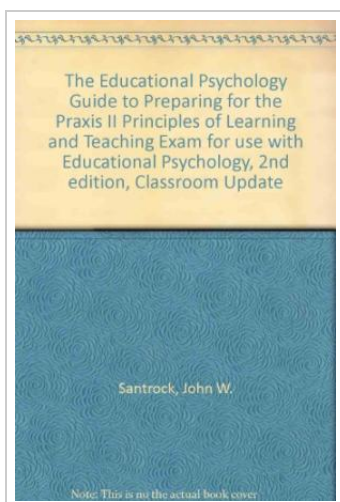 The Educational Psychology
Guide to Preparing for the
Praxis II Principles of Learning
and Teaching Exam for use with
Educational Psychology, 2nd
edition, Classroom Update
Santrock, John W.
Note: This is no the actual book cover